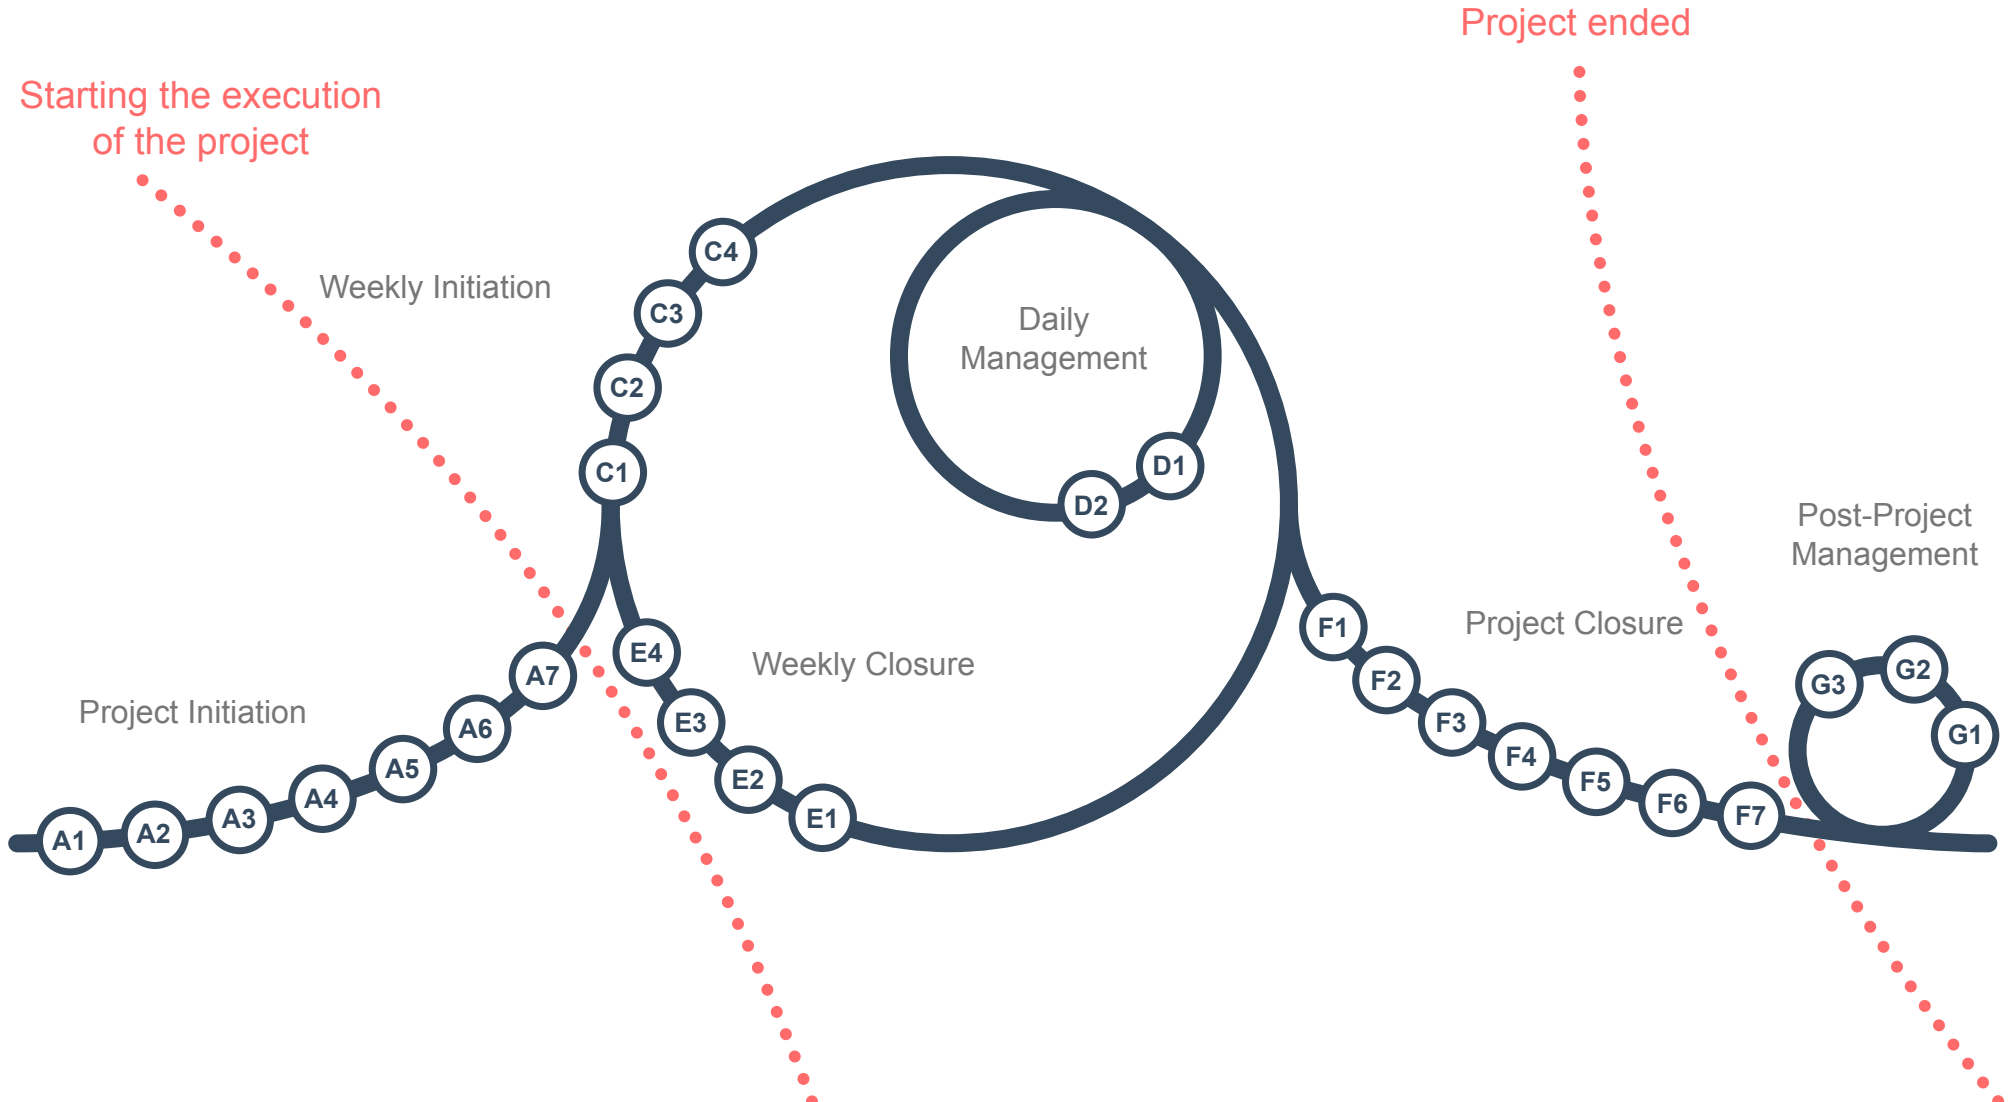 Project ended
Starting the execution
of the project
Weekly Initiation
C4
C3
C2
C1
Daily
Management
D1
D2
Post-Project
Management
Project Closure
Weekly Closure
Project Initiation
A1
A2
A3
A4
A5
A6
A7
E4
E3
E2
E1
F1
F2
F3
F4
F5
F6
F7
G3
G2
G1